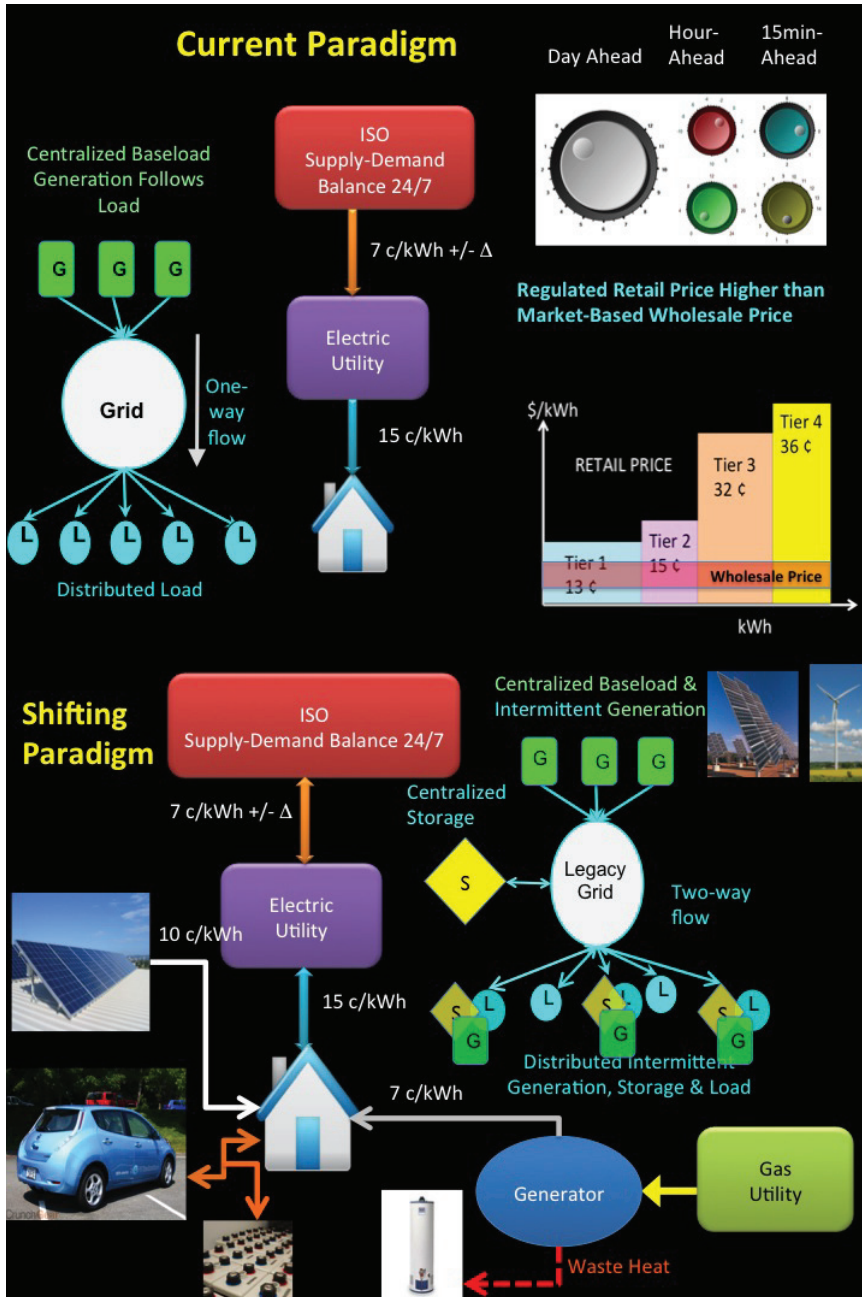 Current Paradigm
Day Ahead
Hour-
Ahead
15min-
Ahead
ISO
Supply-Demand
Balance 24/7
Centralized Baseload
Generation Follows
Load
G
G
G
7 c/kWh +/- Δ
Regulated Retail Price Higher than
Market-Based Wholesale Price
Electric
Utility
Grid
One-
way
flow
15 c/kWh
$/kWh
RETAIL PRICE
Tier 1
13 ¢
Tier 2
15 ¢
Tier 3
32 ¢
Tier 4
36 ¢
Wholesale Price
kWh
L
L
L
L
L
Distributed Load
Shifting
Paradigm
ISO
Supply-Demand Balance 24/7
Centralized Baseload &
Intermittent Generation
G
G
G
7 c/kWh +/- Δ
Centralized
Storage
S
Legacy
Grid
Two-way
flow
Electric
Utility
10 c/kWh
15 c/kWh
S
L
G
L
S
L
G
L
S
L
G
Distributed Intermittent
Generation, Storage & Load
7 c/kWh
Generator
Gas
Utility
Waste Heat